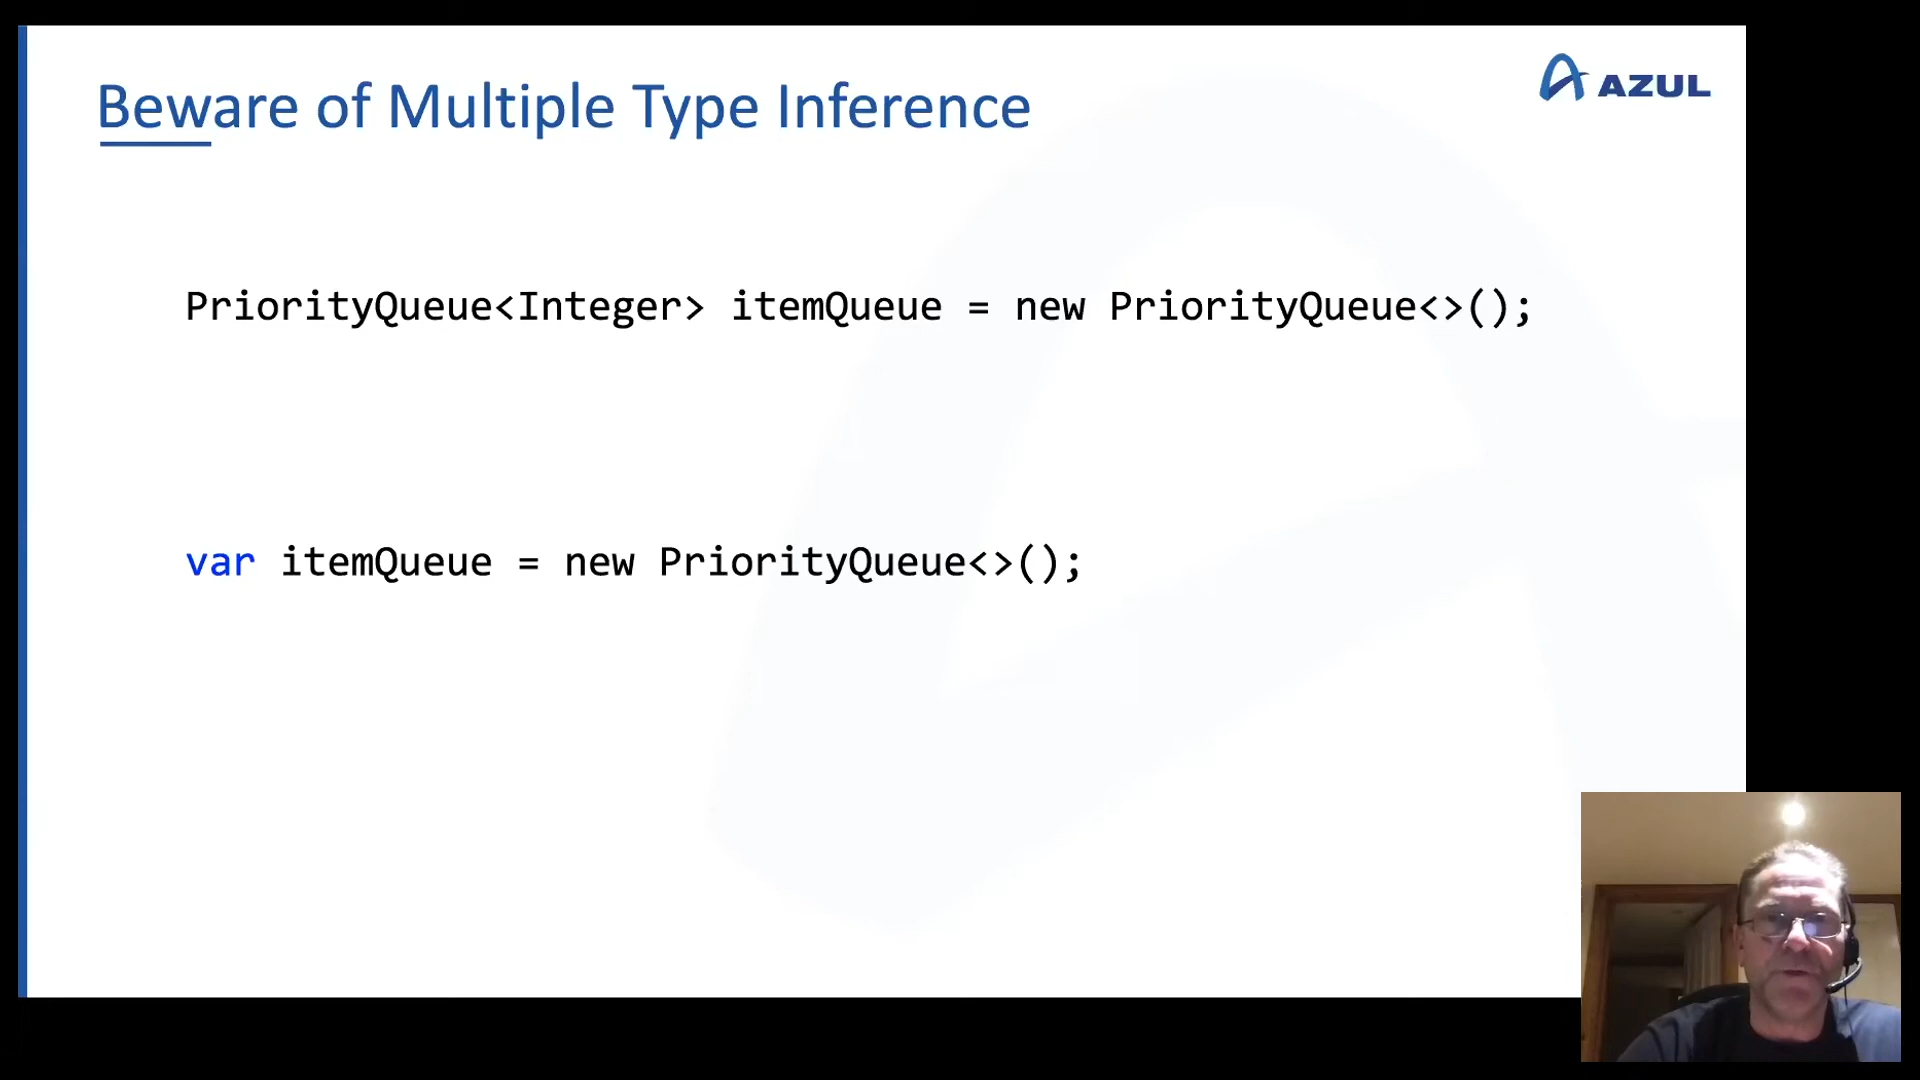 Beware of Multiple Type Inference
AZUL
PriorityQueue<Integer> itemQueue = new PriorityQueue<>();
var itemQueue = new PriorityQueue<>();